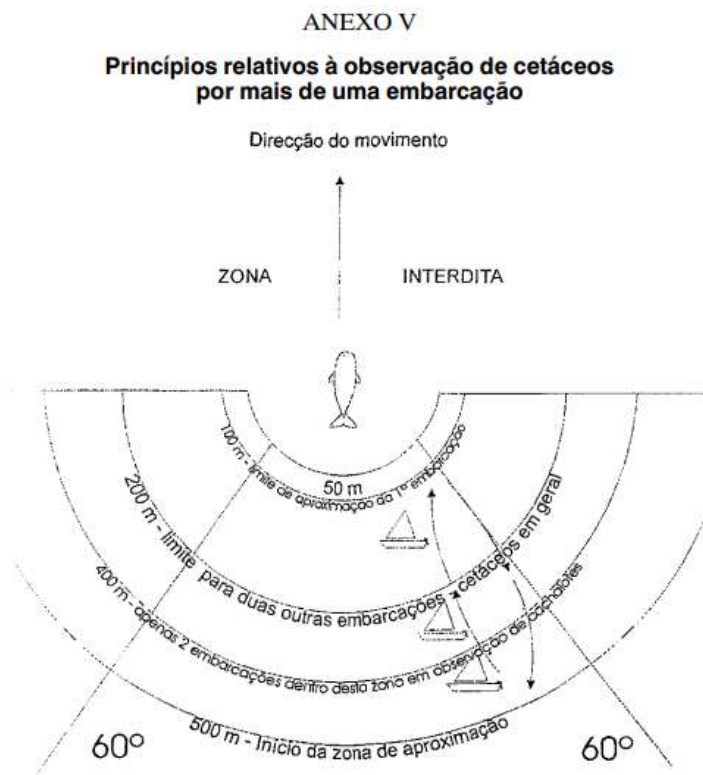 ANEXO V
Princípios relativos à observação de cetáceos
por mais de uma embarcação
Direcção do movimento
ZONA INTERDITA
50 m
100 m - limite de aproximação da 1ª embarcação
200 m - limite para duas outras embarcações - cetáceos em geral
400 m - apenas 2 embarcações dentro desta zona em observação de cachalotes
500 m - Início da zona de aproximação
60º 60º